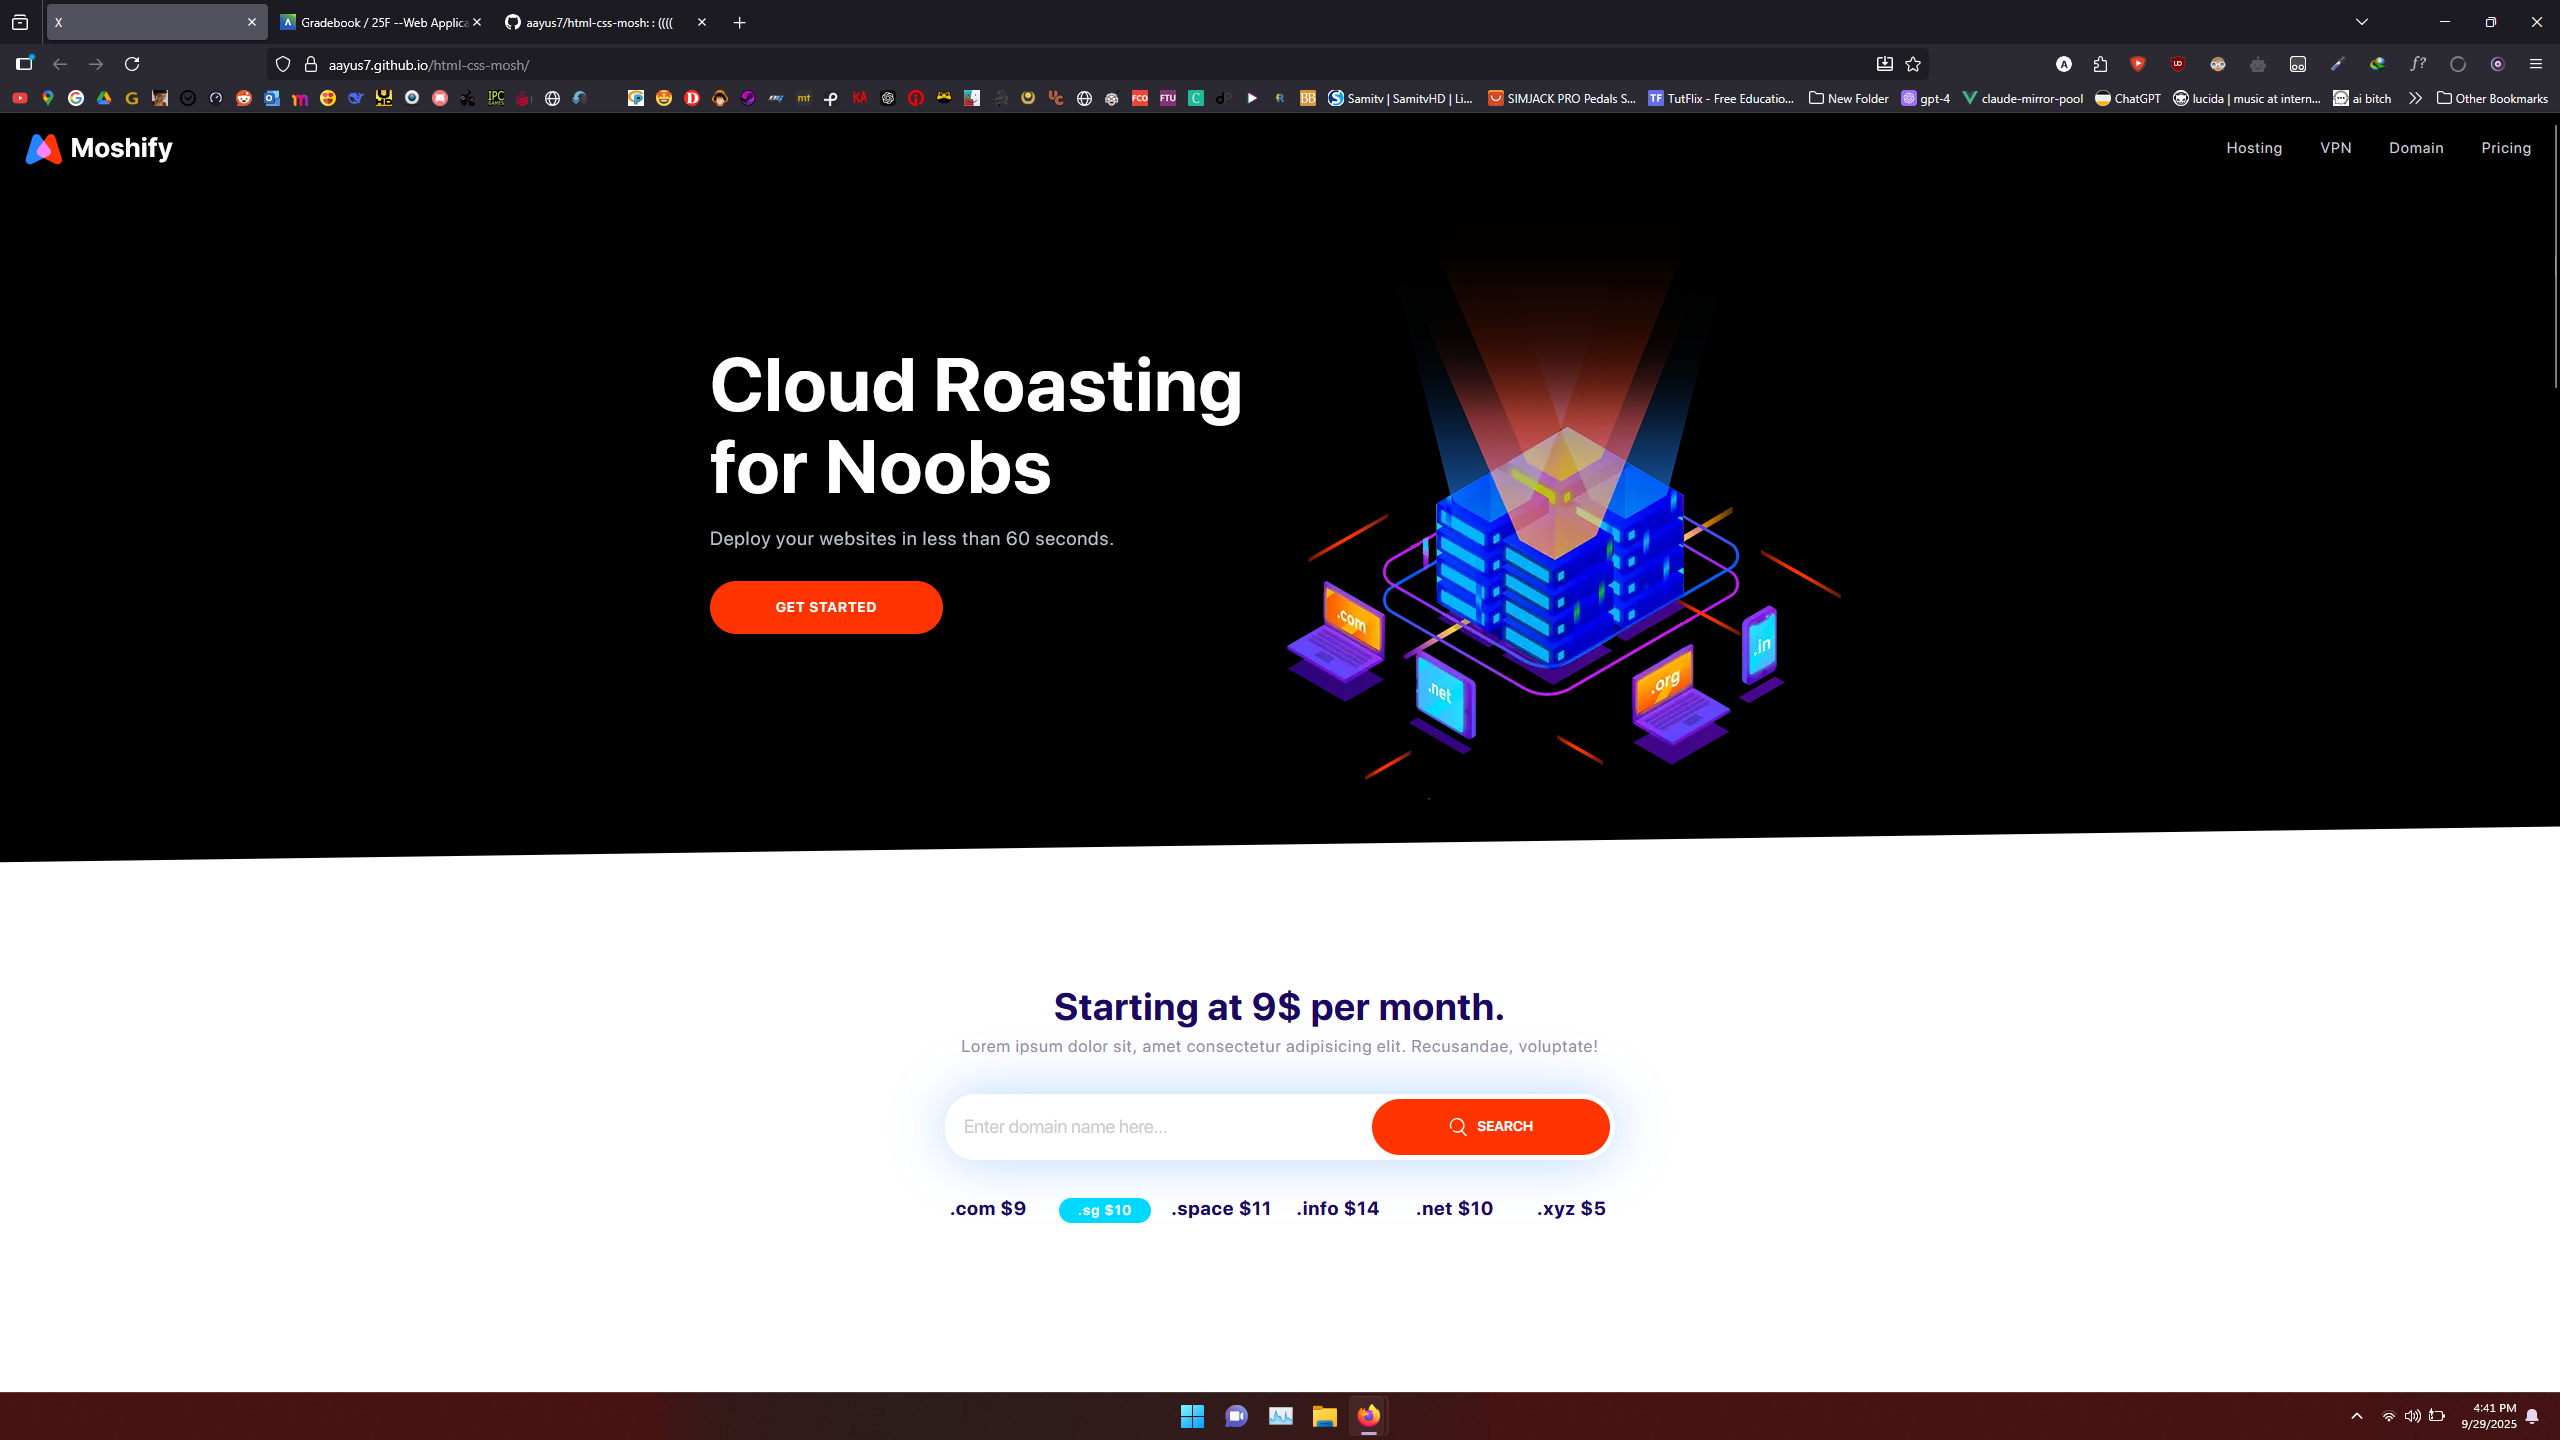 X
Gradebook / 25F --Web Applica
aayus7/html-css-mosh: : ((((
aayus7.github.io/html-css-mosh/
Samitv | SamitvHD | Li...
SIMJACK PRO Pedals S...
TutFlix - Free Educatio...
New Folder
gpt-4
claude-mirror-pool
ChatGPT
lucida | music at intern...
ai bitch
Other Bookmarks
Moshify
Hosting
VPN
Domain
Pricing
Cloud Roasting
for Noobs
Deploy your websites in less than 60 seconds.
GET STARTED
.com
.net
.org
.in
Starting at 9$ per month.
Lorem ipsum dolor sit, amet consectetur adipisicing elit. Recusandae, voluptate!
Enter domain name here...
SEARCH
.com $9
.sg $10
.space $11
.info $14
.net $10
.xyz $5
4:41 PM
9/29/2025